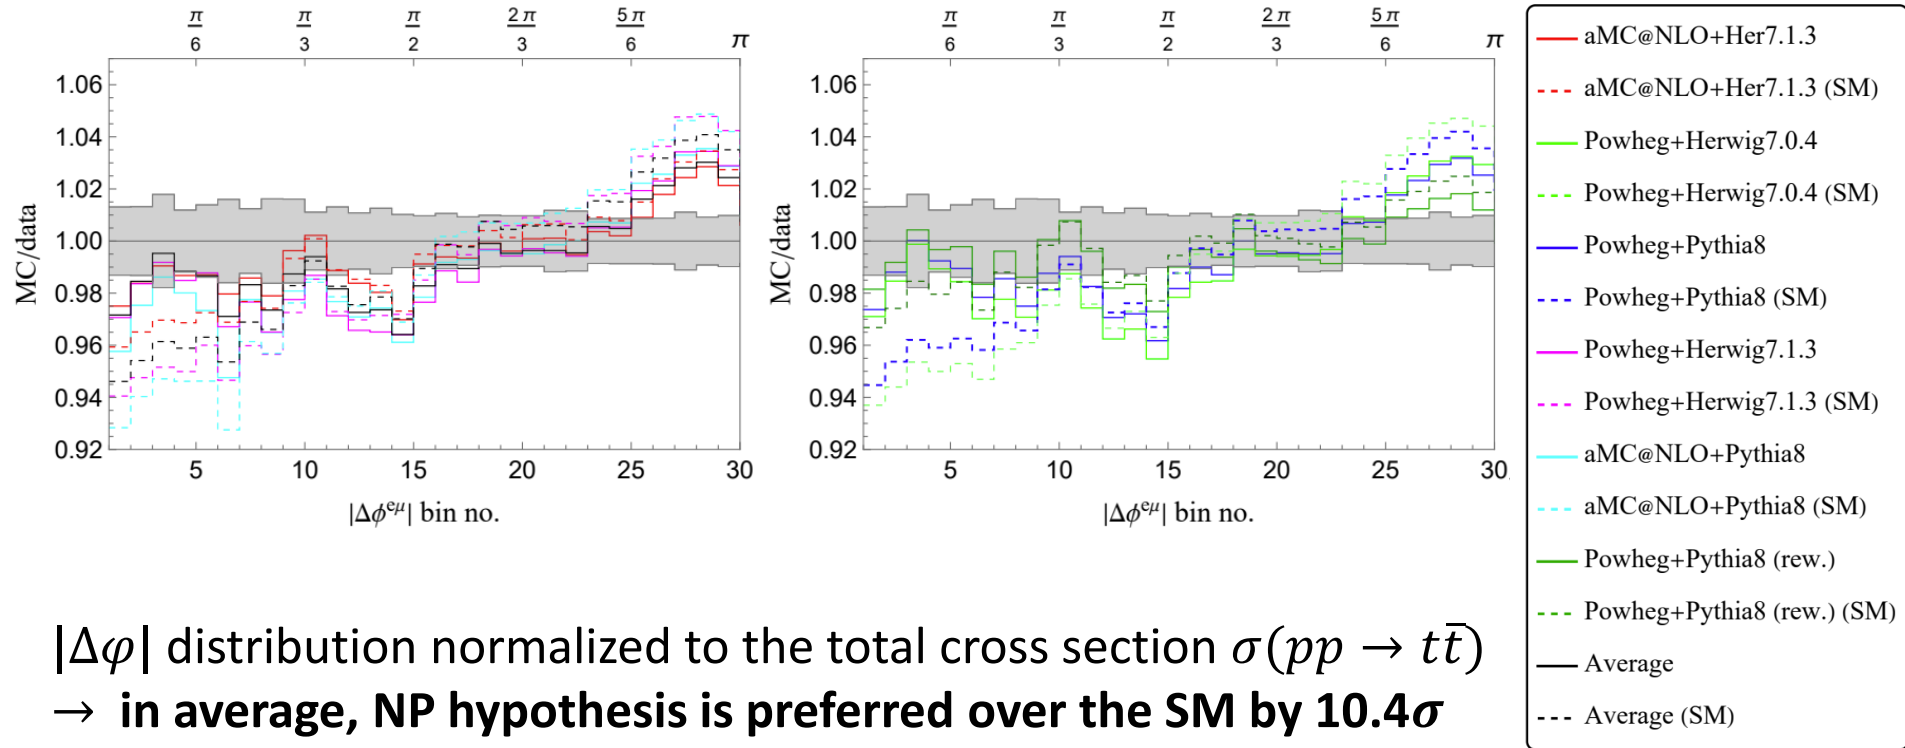 π/6 π/3 π/2 2π/3 5π/6 π
1.06
1.04
1.02
1.00
0.98
0.96
0.94
0.92
MC/data
5 10 15 20 25 30
|Δϕ^eμ| bin no.
π/6 π/3 π/2 2π/3 5π/6 π
1.06
1.04
1.02
1.00
0.98
0.96
0.94
0.92
MC/data
5 10 15 20 25 30
|Δϕ^eμ| bin no.
aMC@NLO+Her7.1.3
aMC@NLO+Her7.1.3 (SM)
Powheg+Herwig7.0.4
Powheg+Herwig7.0.4 (SM)
Powheg+Pythia8
Powheg+Pythia8 (SM)
Powheg+Herwig7.1.3
Powheg+Herwig7.1.3 (SM)
aMC@NLO+Pythia8
aMC@NLO+Pythia8 (SM)
Powheg+Pythia8 (rew.)
Powheg+Pythia8 (rew.) (SM)
Average
Average (SM)
|Δφ| distribution normalized to the total cross section σ(pp → tt̄)
→ in average, NP hypothesis is preferred over the SM by 10.4σ